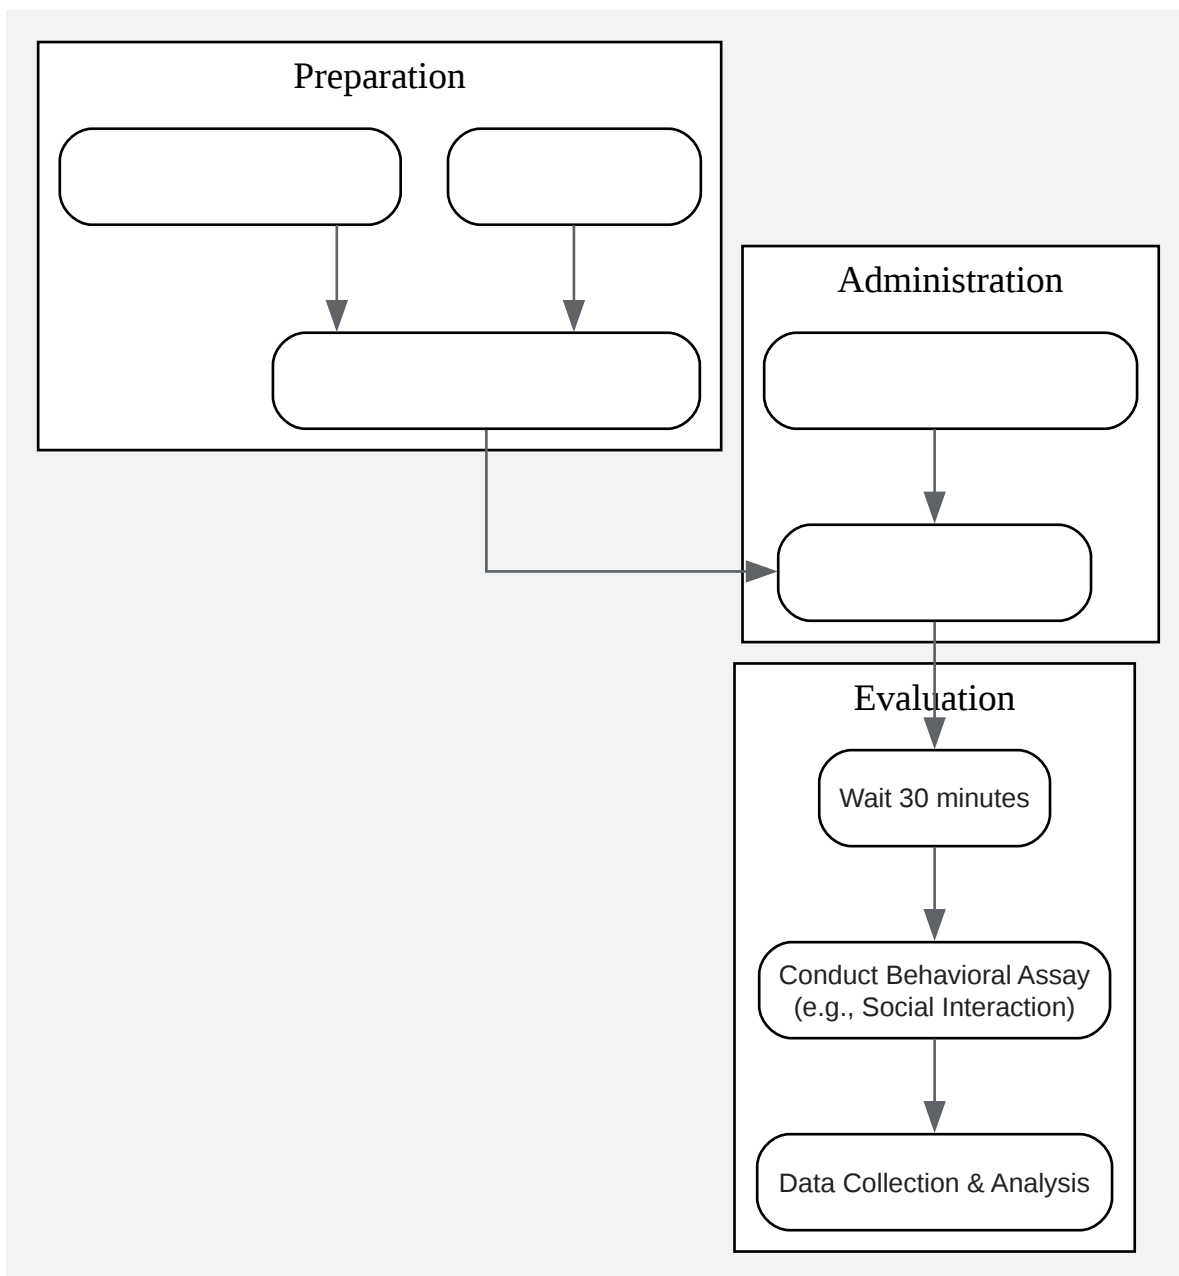 Preparation
Administration
Evaluation
Wait 30 minutes
Conduct Behavioral Assay
(e.g., Social Interaction)
Data Collection & Analysis